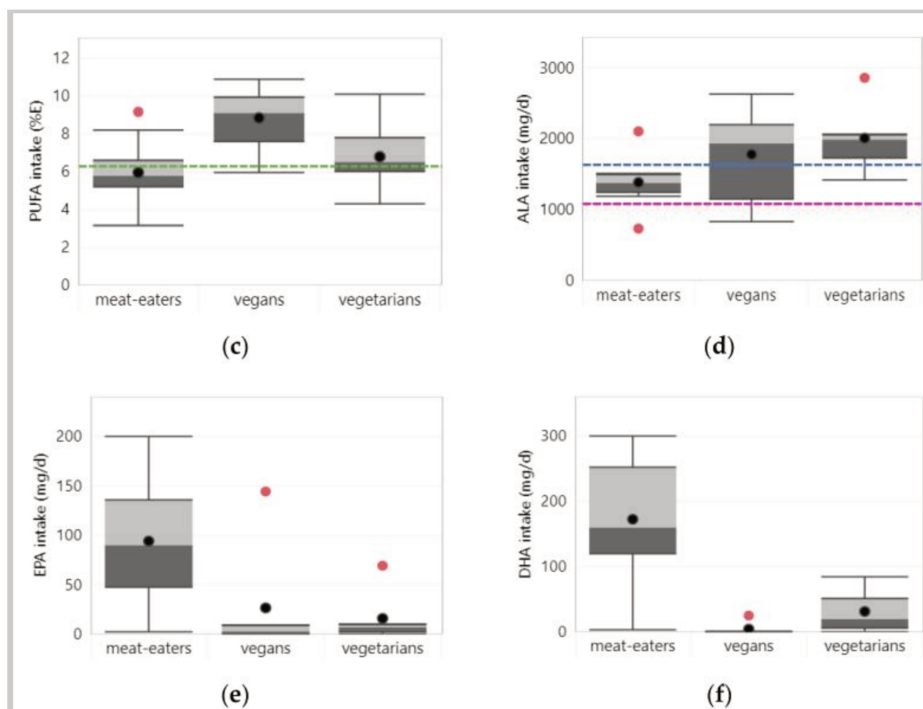 PUFA intake (%E)
12
10
8
6
4
2
0
meat-eaters vegans vegetarians
(c)
ALA intake (mg/d)
3000
2000
1000
0
meat-eaters vegans vegetarians
(d)
EPA intake (mg/d)
200
150
100
50
0
meat-eaters vegans vegetarians
(e)
DHA intake (mg/d)
300
200
100
0
meat-eaters vegans vegetarians
(f)